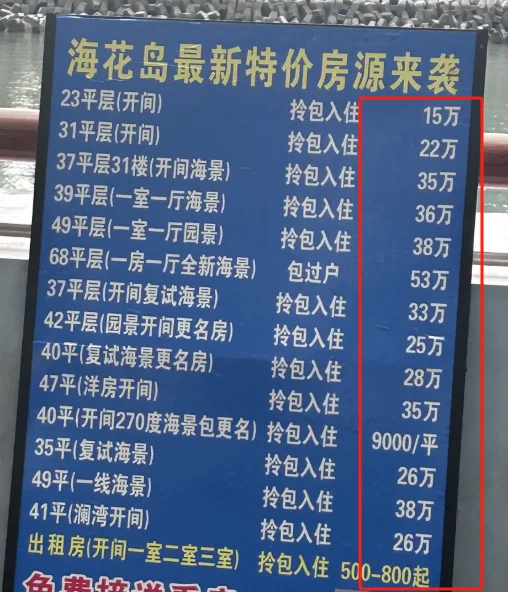 海花岛最新特价房源来袭
23平层(开间) 拎包入住 15万
31平层(开间) 拎包入住 22万
37平层31楼(开间海景) 拎包入住 35万
39平层(一室一厅海景) 拎包入住 36万
49平层(一室一厅园景) 拎包入住 38万
68平层(一房一厅全新海景) 包过户 53万
37平层(开间复试海景) 拎包入住 33万
42平层(园景开间更名房) 拎包入住 25万
40平(复试海景更名房) 拎包入住 28万
47平(洋房开间) 拎包入住 35万
40平(开间270度海景包更名) 拎包入住 9000/平
35平(复试海景) 拎包入住 26万
49平(一线海景) 拎包入住 38万
41平(澜湾开间) 拎包入住 26万
出租房(开间一室二室三室) 拎包入住 500-800起
免费接送看房